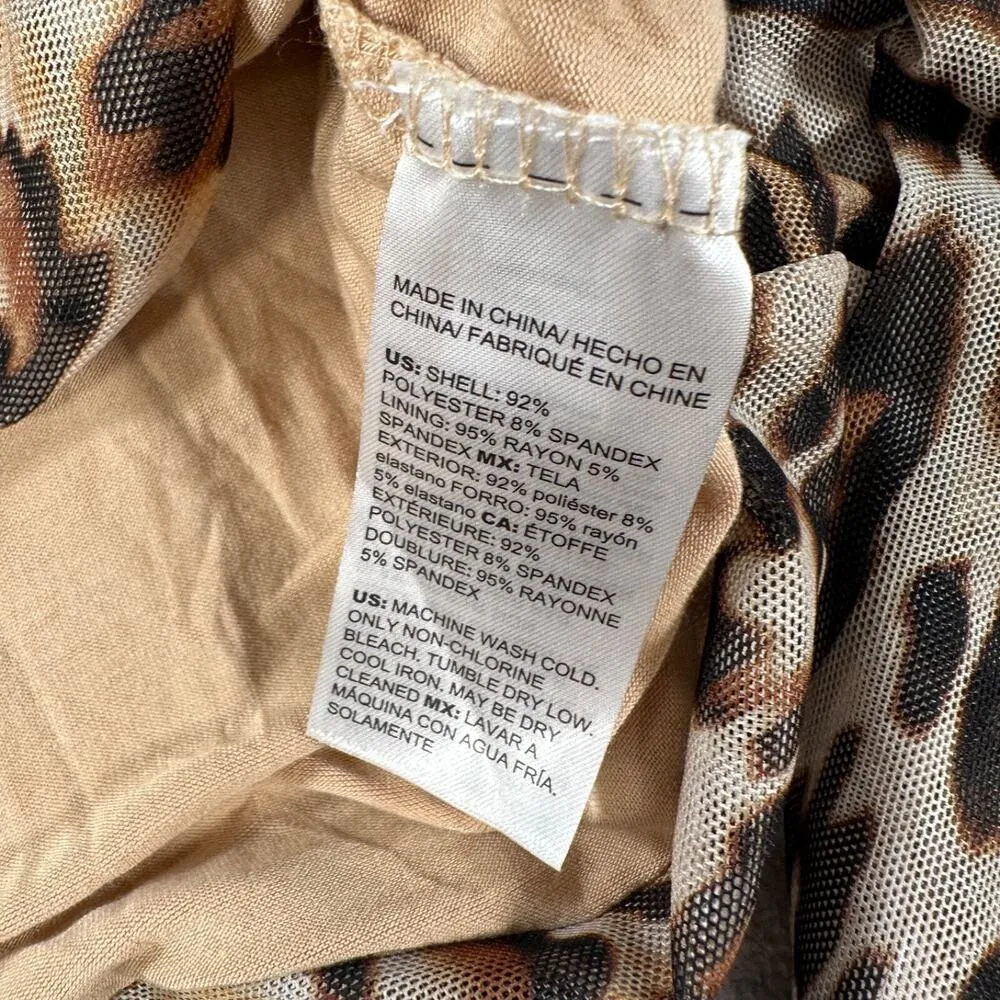 MADE IN CHINA/ HECHO EN
CHINA/ FABRIQUÉ EN CHINE
US: SHELL: 92%
POLYESTER 8% SPANDEX
LINING: 95% RAYON 5%
SPANDEX MX: TELA
EXTERIOR: 92% poliéster 8%
elastano FORRO: 95% rayón
5% elastano CA: ÉTOFFE
EXTÉRIEURE: 92%
POLYESTER 8% SPANDEX
DOUBLURE: 95% RAYONNE
5% SPANDEX
US: MACHINE WASH COLD.
ONLY NON-CHLORINE
BLEACH. TUMBLE DRY LOW.
COOL IRON. MAY BE DRY
CLEANED MX: LAVAR A
MÁQUINA CON AGUA FRÍA.
SOLAMENTE